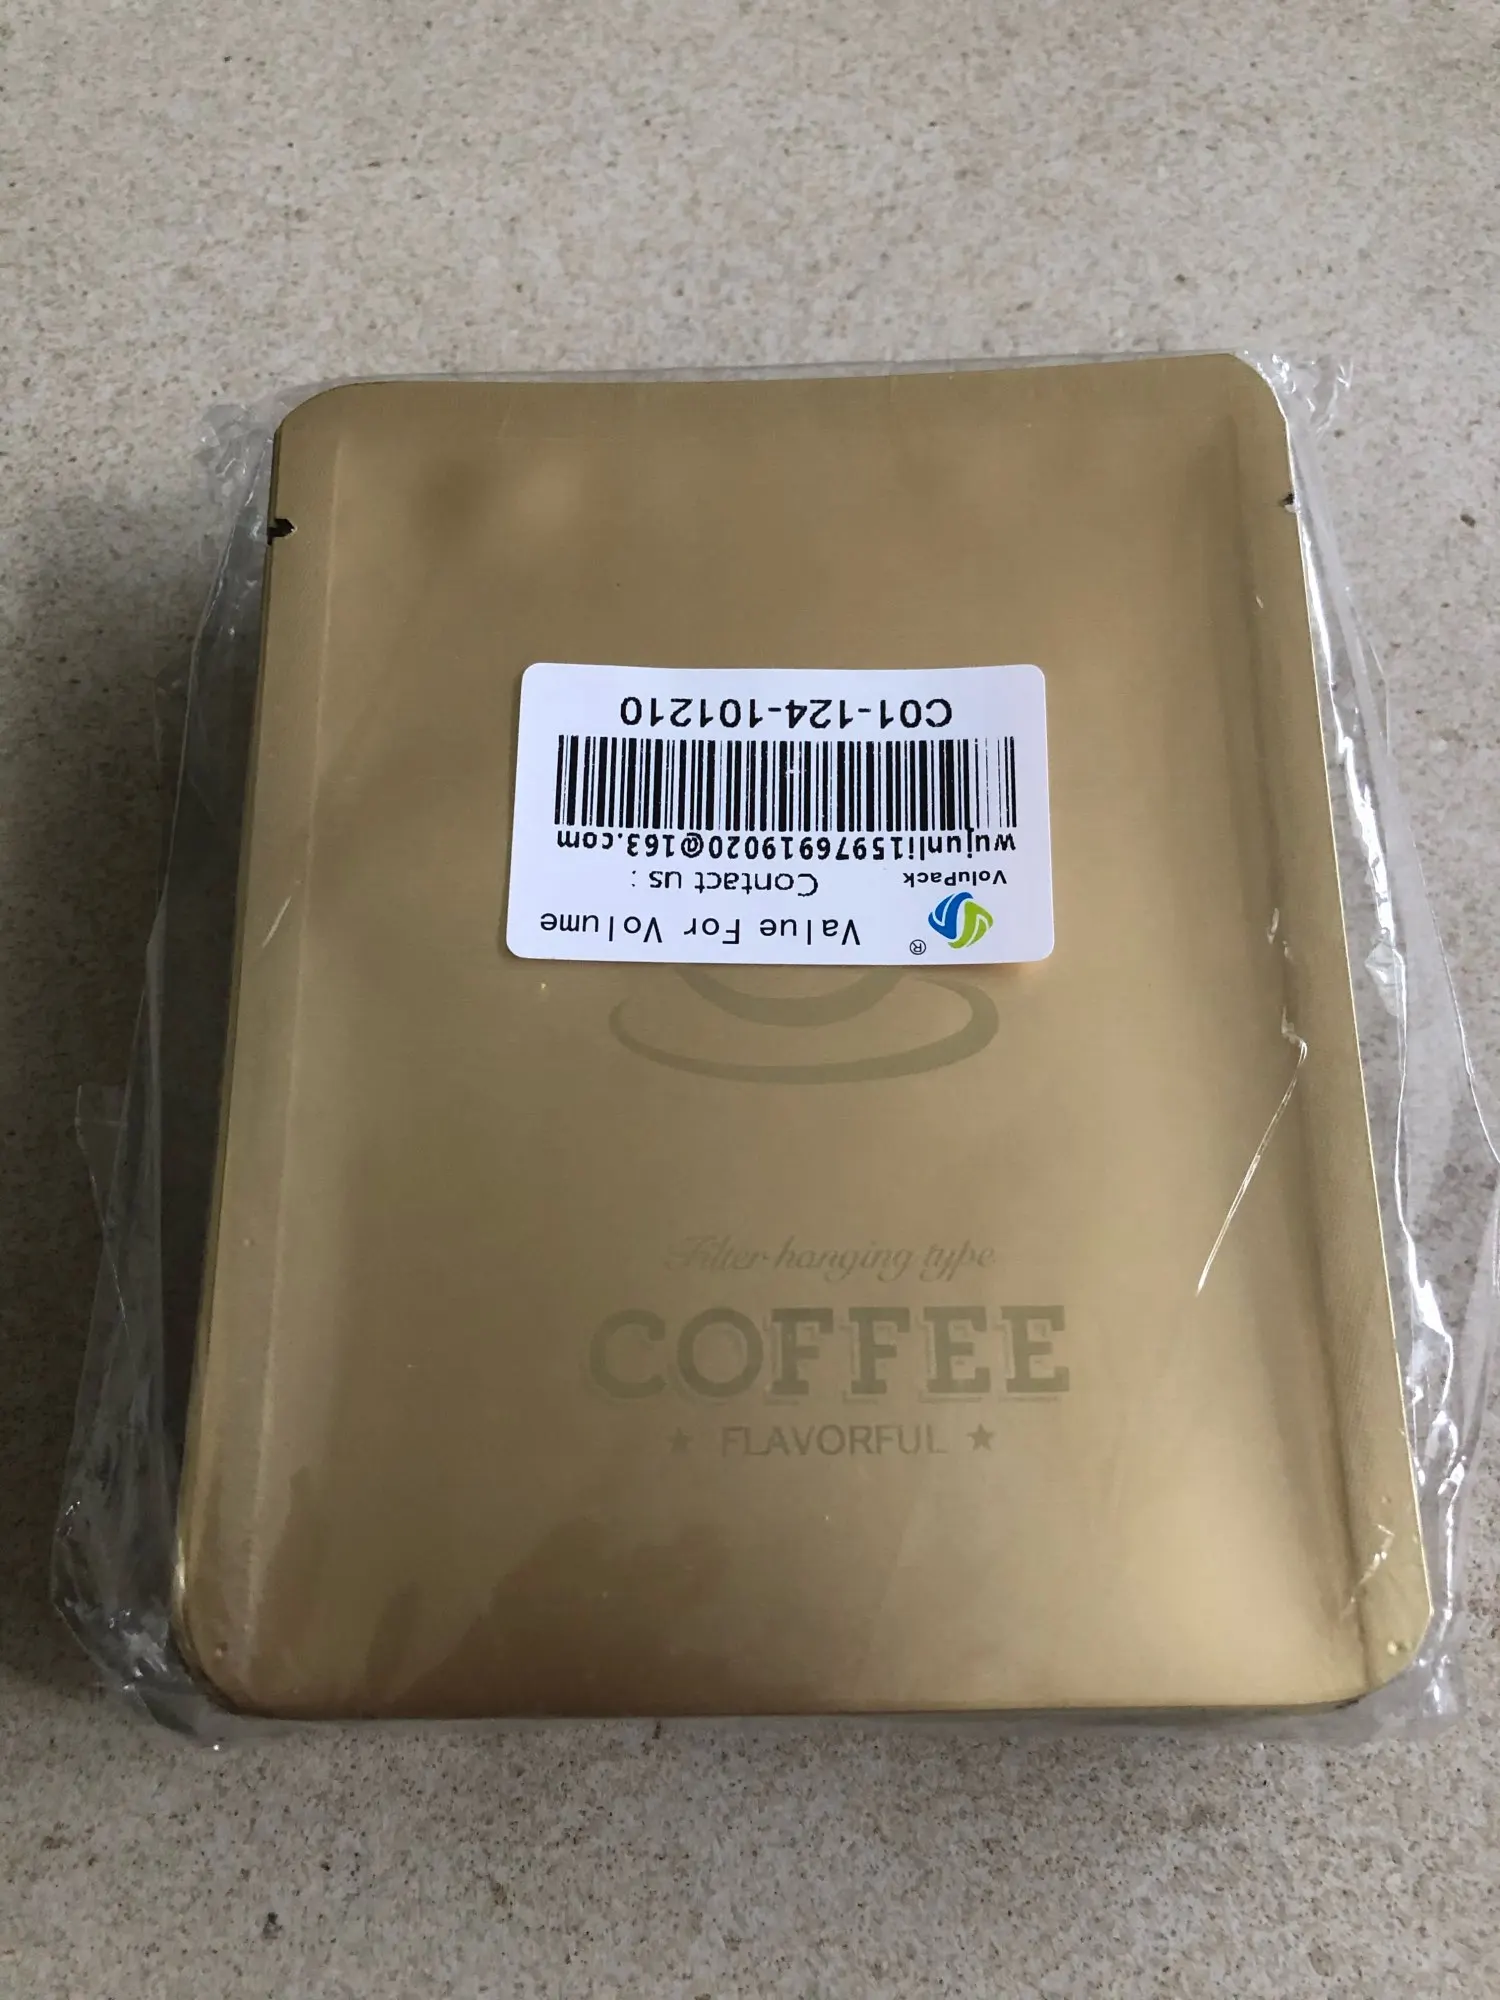 Value For Volume
®
VoluPack
Contact us :
wujunli15976919020@163.com
C01-124-101210
Filter hanging type
COFFEE
★ FLAVORFUL ★